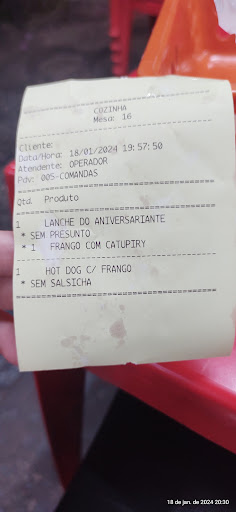 COZINHA
Mesa: 16
Cliente:
Data/Hora: 18/01/2024 19:57:50
Atendente: OPERADOR
Pdv: 005-COMANDAS
Qtd Produto
1 LANCHE DO ANIVERSARIANTE
* SEM PRESUNTO
* 1 FRANGO COM CATUPIRY
1 HOT DOG C/ FRANGO
* SEM SALSICHA
18 de jan. de 2024 20:30